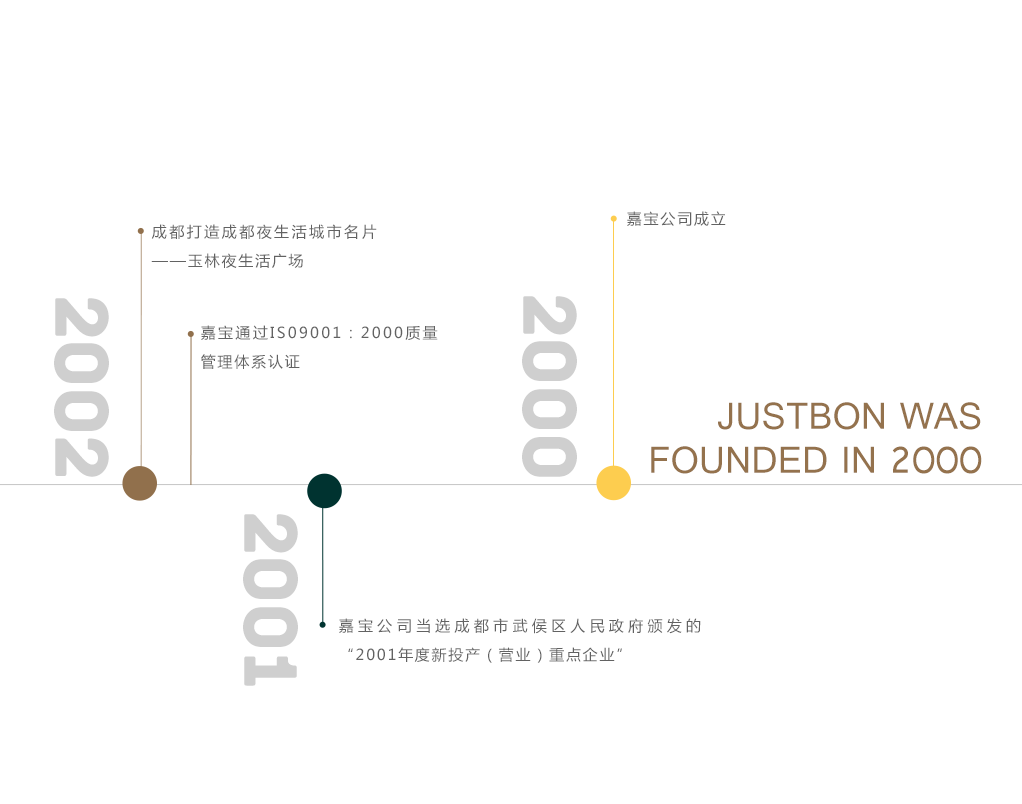 嘉宝公司成立
成都打造成都夜生活城市名片
——玉林夜生活广场
2002
2000
嘉宝通过IS09001：2000质量
管理体系认证
JUSTBON WAS
FOUNDED IN 2000
2001
嘉宝公司当选成都市武侯区人民政府颁发的
“2001年度新投产（营业）重点企业”